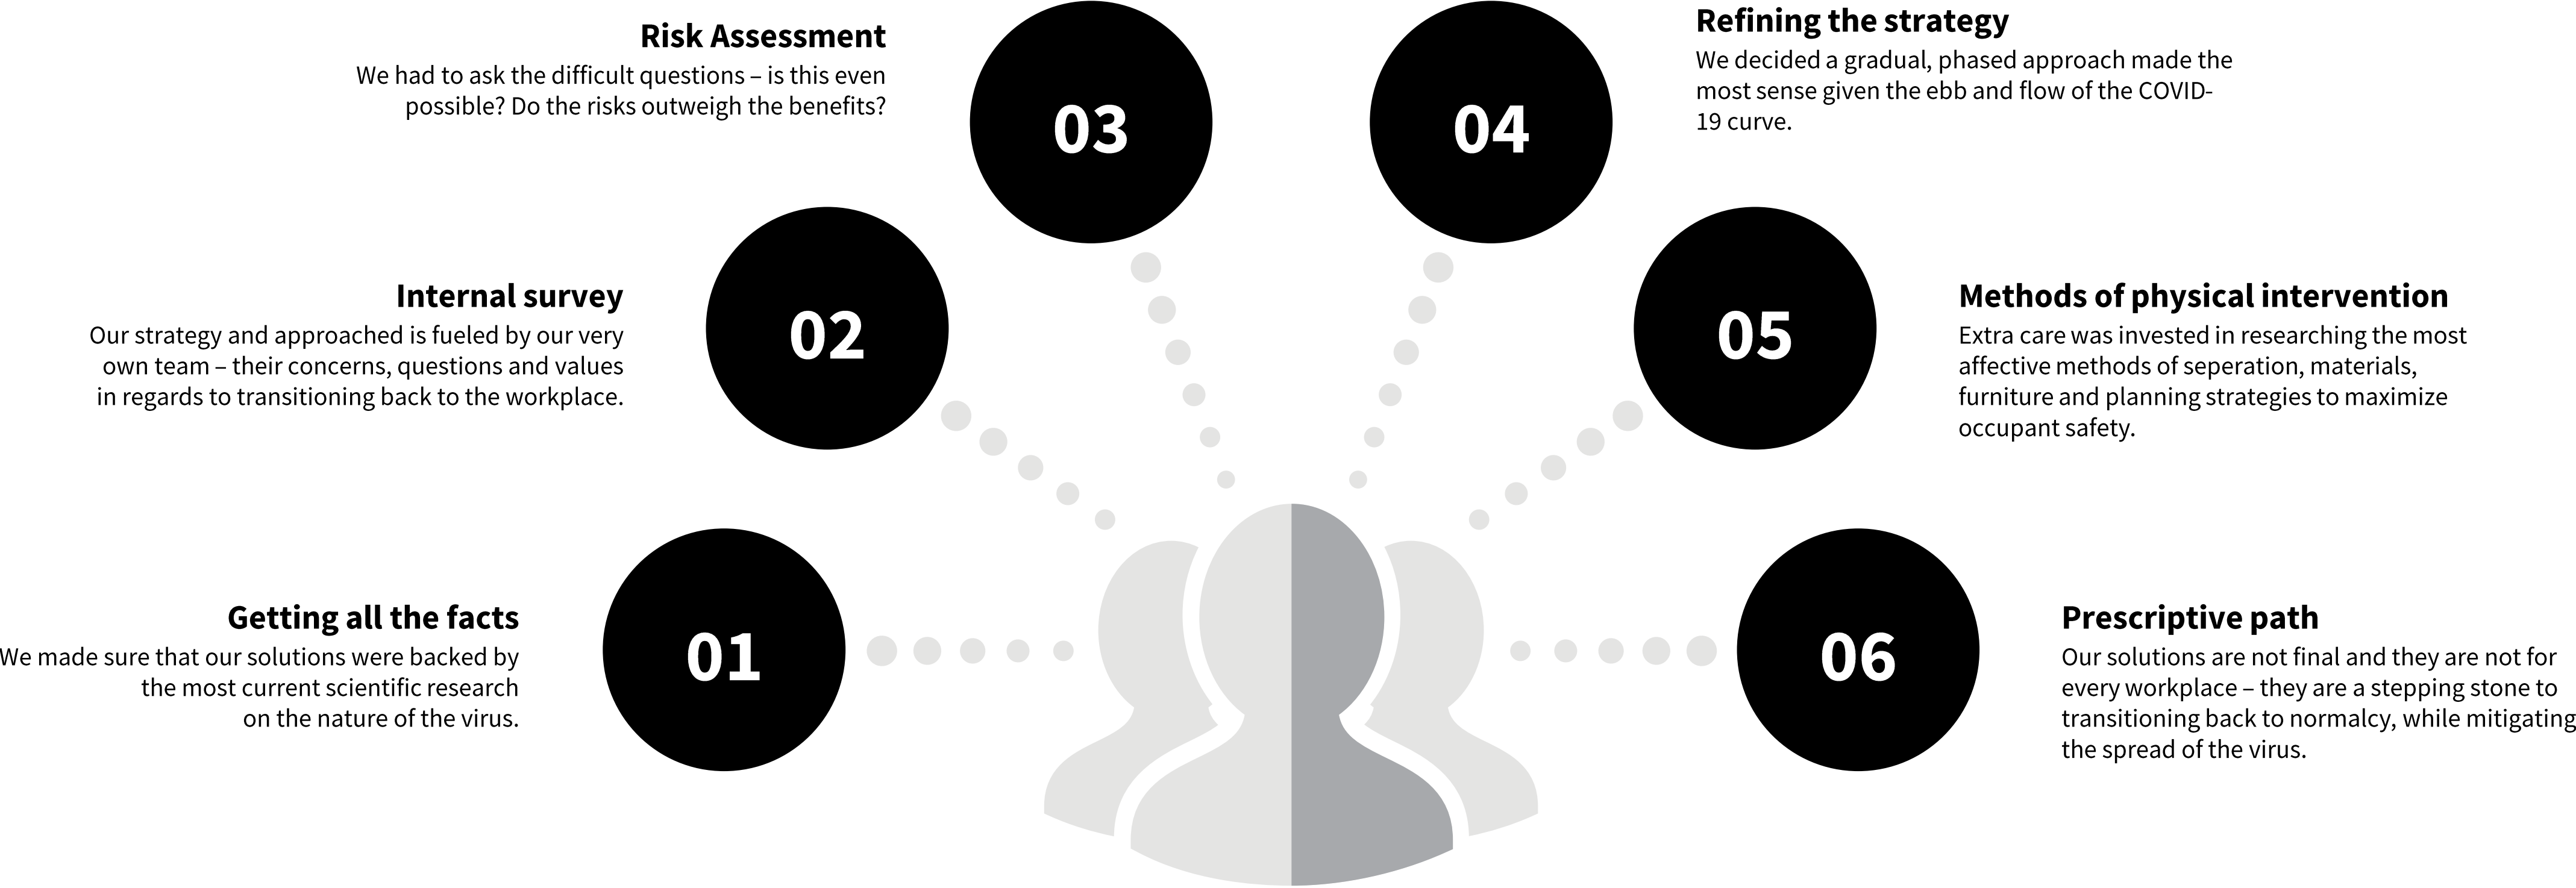 01
Getting all the facts
We made sure that our solutions were backed by
the most current scientific research
on the nature of the virus.
02
Internal survey
Our strategy and approached is fueled by our very
own team – their concerns, questions and values
in regards to transitioning back to the workplace.
03
Risk Assessment
We had to ask the difficult questions – is this even
possible? Do the risks outweigh the benefits?
04
Refining the strategy
We decided a gradual, phased approach made the
most sense given the ebb and flow of the COVID-
19 curve.
05
Methods of physical intervention
Extra care was invested in researching the most
affective methods of seperation, materials,
furniture and planning strategies to maximize
occupant safety.
06
Prescriptive path
Our solutions are not final and they are not for
every workplace – they are a stepping stone to
transitioning back to normalcy, while mitigating
the spread of the virus.